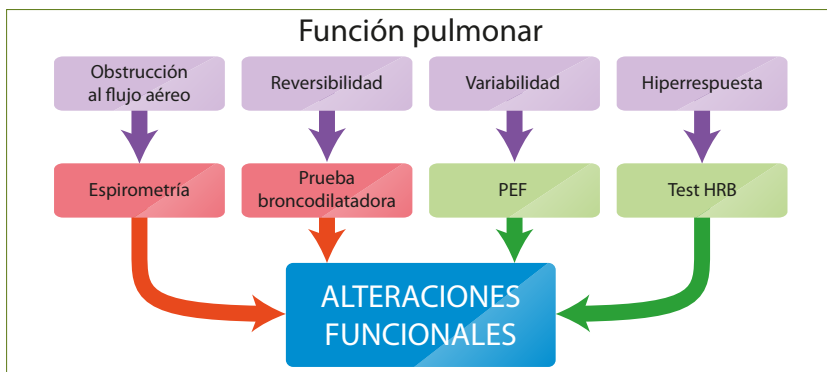 Función pulmonar
Obstrucción
al flujo aéreo
Reversibilidad
Variabilidad
Hiperrespuesta
Espirometría
Prueba
broncodilatadora
PEF
Test HRB
ALTERACIONES
FUNCIONALES